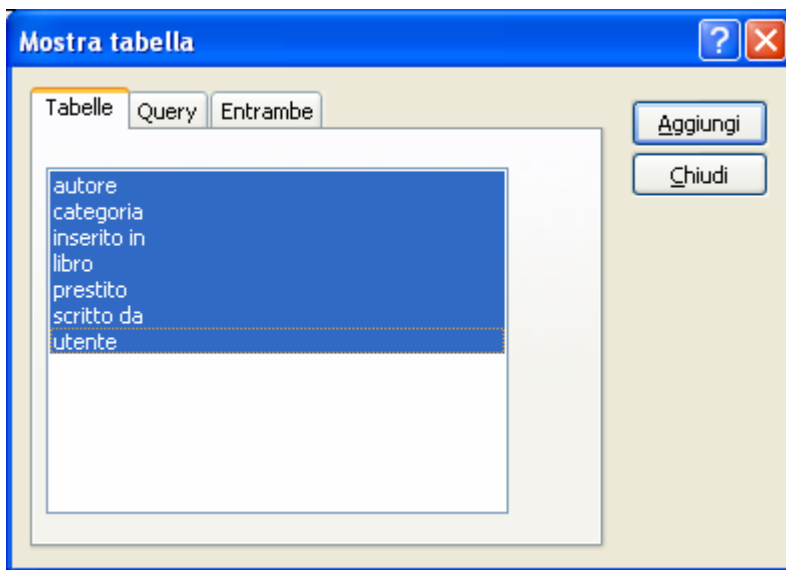 Mostra tabella
Tabelle Query Entrambe
Aggiungi
Chiudi
autore
categoria
inserito in
libro
prestito
scritto da
utente